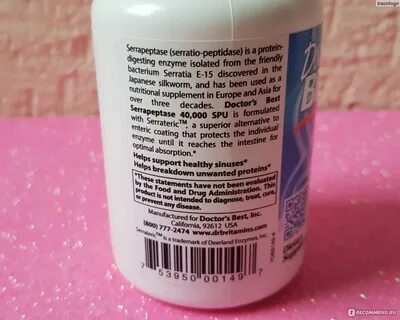 Serrapeptase (serratio-peptidase) is a protein-
digesting enzyme isolated from the friendly
bacterium Serratia E-15 discovered in the
Japanese silkworm, and has been used as a
nutritional supplement in Europe and Asia for
over three decades. Doctor's Best
Serrapeptase 40,000 SPU is formulated
with Serrateric™, a superior alternative to
enteric coating that protects the individual
enzyme until it reaches the intestine for
optimal absorption.*
Helps support healthy sinuses*
Helps breakdown unwanted proteins*
*These statements have not been evaluated
by the Food and Drug Administration. This
product is not intended to diagnose, treat, cure,
or prevent any disease.
Manufactured for Doctor's Best, Inc.
California, 92612 USA
(800) 777-2474 www.drbvitamins.com
Serrateric™ is a trademark of Deerland Enzymes, Inc.
7 53950 00149 7
Supp
iraonlogn
IRECOMMEND.RU